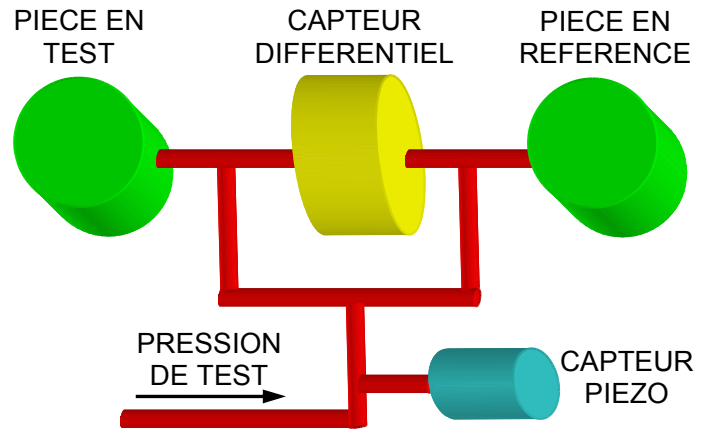 PIECE EN
TEST
CAPTEUR
DIFFERENTIEL
PIECE EN
REFERENCE
PRESSION
DE TEST
CAPTEUR
PIEZO